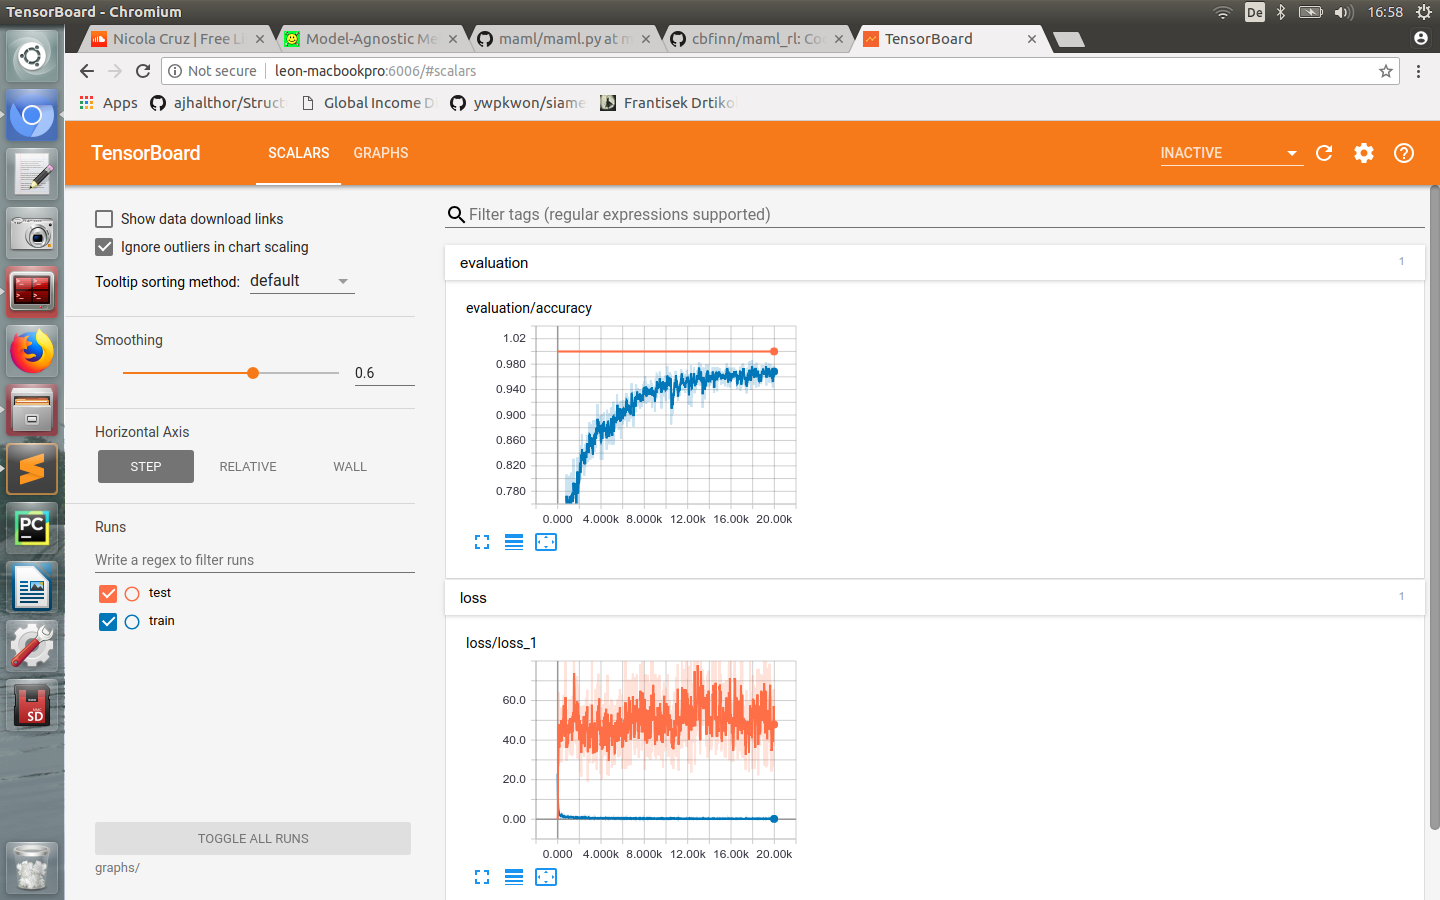 TensorBoard - Chromium
De
16:58
Nicola Cruz | Free Li
Model-Agnostic Me
maml/maml.py at m
cbfinn/maml_rl: Co
TensorBoard
Not secure
leon-macbookpro:6006/#scalars
Apps
ajhalthor/Struct
Global Income D
ywpkwon/siame
Frantisek Drtiko
TensorBoard
SCALARS
GRAPHS
INACTIVE
Show data download links
Ignore outliers in chart scaling
Tooltip sorting method: default
Smoothing
0.6
Horizontal Axis
STEP
RELATIVE
WALL
Runs
Write a regex to filter runs
test
train
TOGGLE ALL RUNS
graphs/
Filter tags (regular expressions supported)
evaluation
1
evaluation/accuracy
1.02
0.980
0.940
0.900
0.860
0.820
0.780
0.000 4.000k 8.000k 12.00k 16.00k 20.00k
loss
1
loss/loss_1
60.0
40.0
20.0
0.00
0.000 4.000k 8.000k 12.00k 16.00k 20.00k
PC
SD